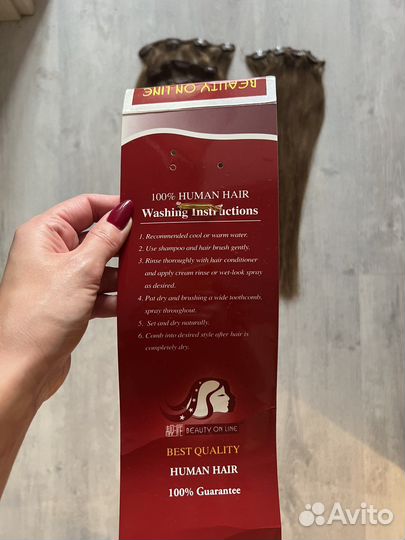 BEAUTY ON LINE
100% HUMAN HAIR
Washing Instructions
1. Recommended cool or warm water.
2. Use shampoo and hair brush gently.
3. Rinse thoroughly with hair conditioner
and apply cream rinse or wet-look spray
as desired.
4. Pat dry and brushing a wide toothcomb,
spray throughout.
5. Set and dry naturally.
6. Comb into desired style after hair is
completely dry.
BEAUTY ON LINE
BEST QUALITY
HUMAN HAIR
100% Guarantee
Avito